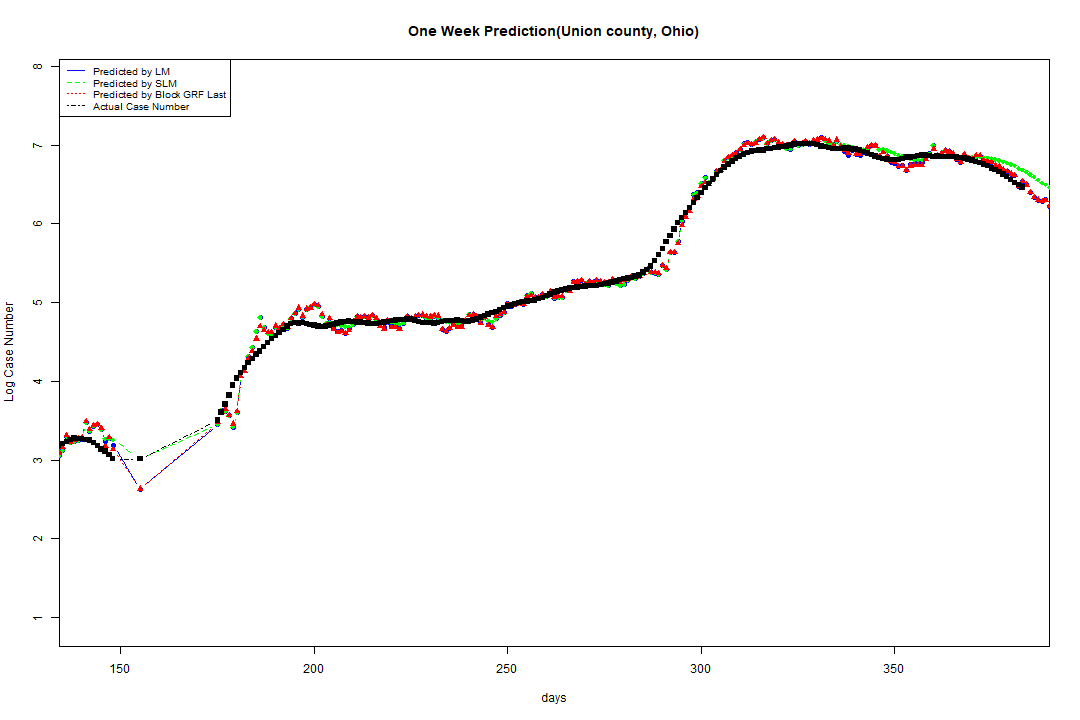 One Week Prediction(Union county, Ohio)
Predicted by LM
Predicted by SLM
Predicted by Block GRF Last
Actual Case Number
8
7
6
5
4
3
2
1
Log Case Number
150 200 250 300 350
days